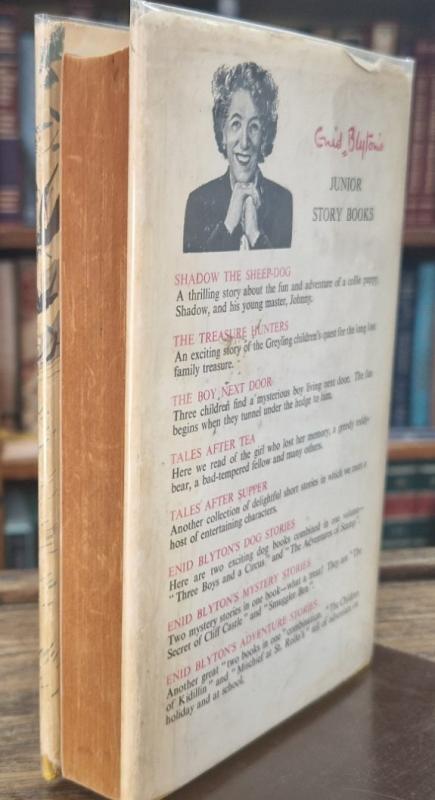 Enid Blyton's
JUNIOR
STORY BOOKS
SHADOW THE SHEEP-DOG
A thrilling story about the fun and adventure of a collie puppy,
Shadow, and his young master, Johnny.
THE TREASURE HUNTERS
An exciting story of the Greyling children's quest for the long lost
family treasure.
THE BOY NEXT DOOR
Three children find a mysterious boy living next door. The fun
begins when they tunnel under the hedge to him.
TALES AFTER TEA
Here we read of the girl who lost her memory, a greedy teddy-
bear, a bad-tempered fellow and many others.
TALES AFTER SUPPER
Another collection of delightful short stories in which we meet a
host of entertaining characters.
ENID BLYTON'S DOG STORIES
Here are two exciting dog books combined in one volume—
"Three Boys and a Circus" and "The Adventures of Scamp".
ENID BLYTON'S MYSTERY STORIES
Two mystery stories in one book—what a treat! They are "The
Secret of Cliff Castle" and "Smuggler Ben".
ENID BLYTON'S ADVENTURE STORIES
Another great "two books in one" combination. "The Children
of Kidillin" and "Mischief at St. Rollo's" tell of adventures on
holiday and at school.